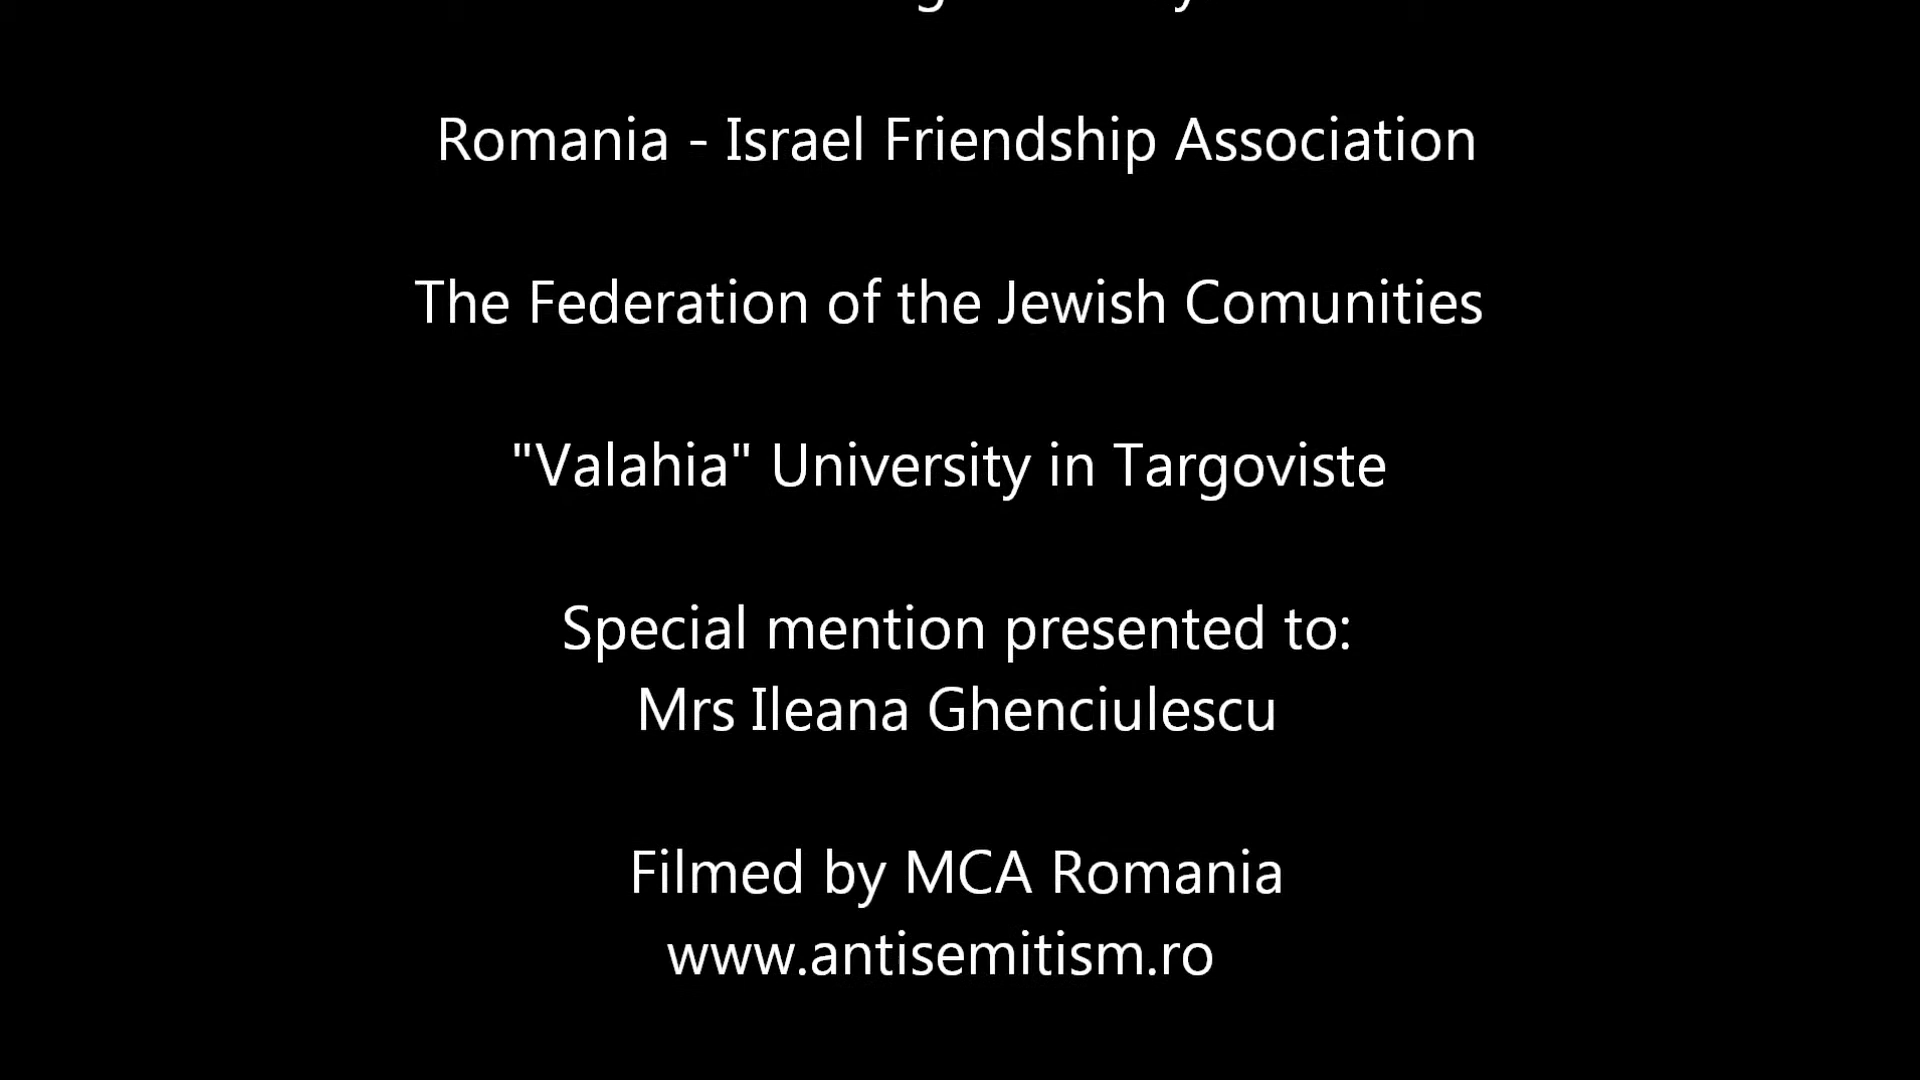 Romania - Israel Friendship Association
The Federation of the Jewish Comunities
"Valahia" University in Targoviste
Special mention presented to:
Mrs Ileana Ghenciulescu
Filmed by MCA Romania
www.antisemitism.ro